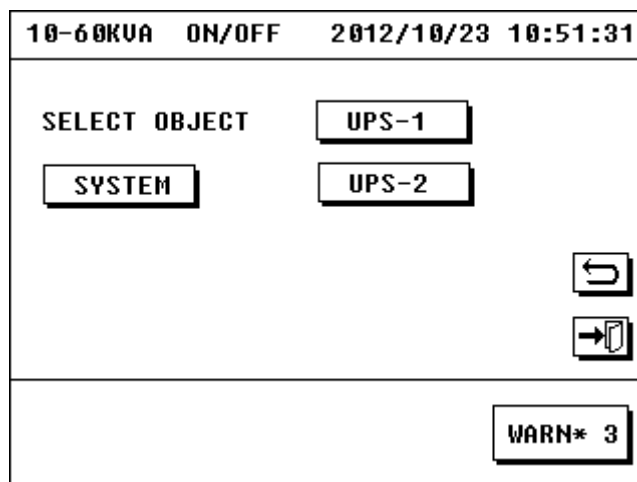 10-60KVA ON/OFF 2012/10/23 10:51:31
SELECT OBJECT UPS-1
SYSTEM UPS-2
WARN* 3